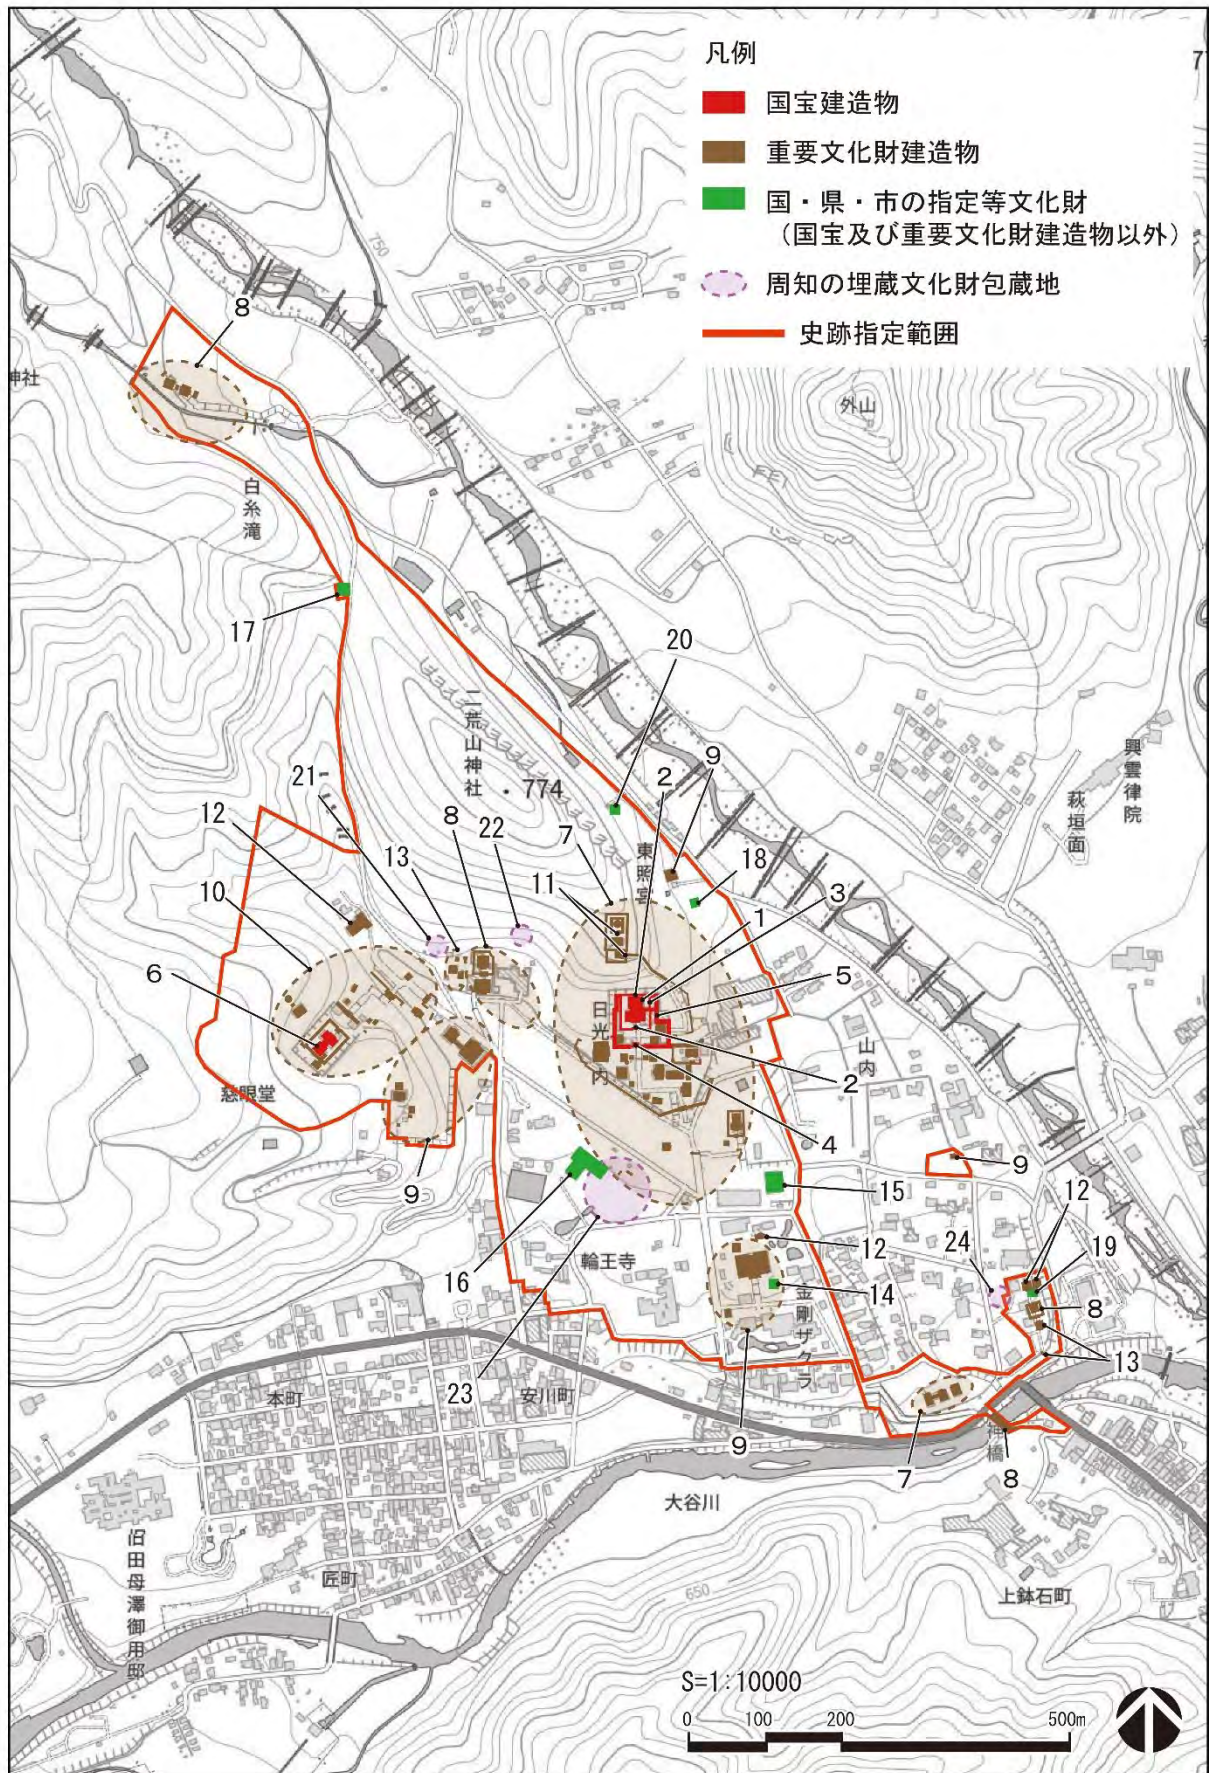 凡例
国宝建造物
重要文化財建造物
国・県・市の指定等文化財
（国宝及び重要文化財建造物以外）
周知の埋蔵文化財包蔵地
史跡指定範囲
7
750
8
神社
外山
白糸滝
17
20
二荒山神社
・774
9
2
興雲律院
萩垣面
21
12
13
8
22
7
東照宮
18
1
3
10
11
6
5
日光
山内
内
2
慈眼堂
4
9
9
15
12
16
輪王寺
12
24
19
14
8
金剛ザクラ
13
本町
23
安川町
9
7
神橋
8
大谷川
旧田母澤御用邸
匠町
650
上鉢石町
S=1:10000
0 100 200 500m